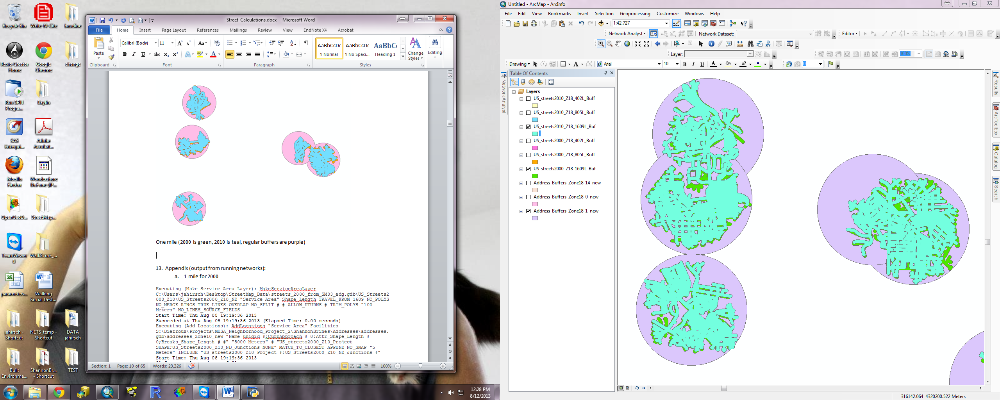 Recycle Bin
Write-N-Cite
baseline
Roxio Creator
Home
Google
Chrome
change
Run SPH
Progra...
Baylin
SAS
Enterpri...
Adobe
Acrobat...
Mozilla
Firefox
Wondershare
Dr.Fone (iP...
OpenGeoD...
StreetMap...
TeamViewer
8
WalkScore_...
parameters...
Walking
Social Dest...
jahirsch -
Shortcut
NETS_temp -
Shortcut
DATA
jahirsch
Built
Environme...
ShannonBr...
- Shortcut
TEST
Street_Calculations.docx - Microsoft Word
File Home Insert Page Layout References Mailings Review View EndNote X4 Acrobat
Paste
Calibri (Body) 11
AaBbCcDc AaBbCcDc AaBbCc
¶ Normal ¶ No Spaci... Heading 1
Change
Styles
Editing
Clipboard Font Paragraph Styles
One mile (2000 is green, 2010 is teal, regular buffers are purple)
13. Appendix (output from running networks):
a. 1 mile for 2000
Executing (Make Service Area Layer): MakeServiceAreaLayer
C:\Users\jahirsch\Desktop\StreetMap_Data\streets_2000_from_SM03_edg.gdb\US_Streets2
000_Z10\US_Streets2000_Z10_ND "Service Area" Shape_Length TRAVEL_FROM 1609 NO_POLYS
NO_MERGE RINGS TRUE_LINES OVERLAP NO_SPLIT # # ALLOW_UTURNS # TRIM_POLYS "100
Meters" NO_LINES_SOURCE_FIELDS
Start Time: Thu Aug 08 19:19:36 2013
Succeeded at Thu Aug 08 19:19:36 2013 (Elapsed Time: 0.00 seconds)
Executing (Add Locations): AddLocations "Service Area" Facilities
S:\Diezroux\Projects\MESA_Neighborhood_Project_2\ShannonBrines\Addresses\addresses.
gdb\addresses_Zone10_new "Name uniqid #;CurbApproach # 0;Attr_Shape_Length #
0;Breaks_Shape_Length # #" "5000 Meters" # "US_streets2000_Z10_Project
SHAPE;US_Streets2000_Z10_ND_Junctions NONE" MATCH_TO_CLOSEST APPEND NO_SNAP "5
Meters" INCLUDE "US_streets2000_Z10_Project #;US_Streets2000_Z10_ND_Junctions #"
Start Time: Thu Aug 08 19:19:36 2013
Section: 1 Page: 10 of 65 Words: 23,326 100%
GeoDa
12:28 PM
8/12/2013
Untitled - ArcMap - ArcInfo
File Edit View Bookmarks Insert Selection Geoprocessing Customize Windows Help
1:42,727
Network Analyst Network Dataset: Editor
Layer: 100%
Drawing Arial 10 B I U A 0
Network Analyst
Table Of Contents
Layers
US_streets2010_Z18_402L_Buff
US_streets2010_Z18_805L_Buff
US_streets2010_Z18_1609L_Buf
US_streets2000_Z18_402L_Buff
US_streets2000_Z18_805L_Buff
US_streets2000_Z18_1609L_Buf
Address_Buffers_Zone18_14_new
Address_Buffers_Zone18_0_new
Address_Buffers_Zone18_1_new
Results
ArcToolbox
Catalog
Search
316142.064 4320200.522 Meters